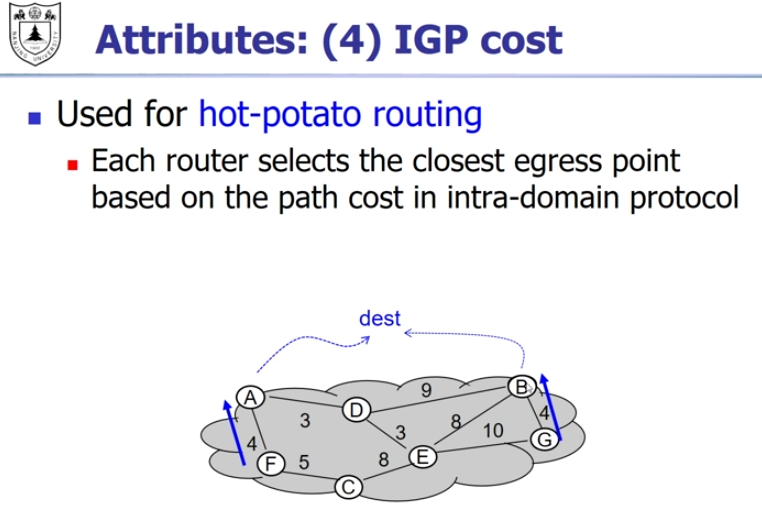 Attributes: (4) IGP cost
Used for hot-potato routing
Each router selects the closest egress point
based on the path cost in intra-domain protocol
dest
A
D
9
B
3
8
4
4
3
10
G
F
5
8
E
C